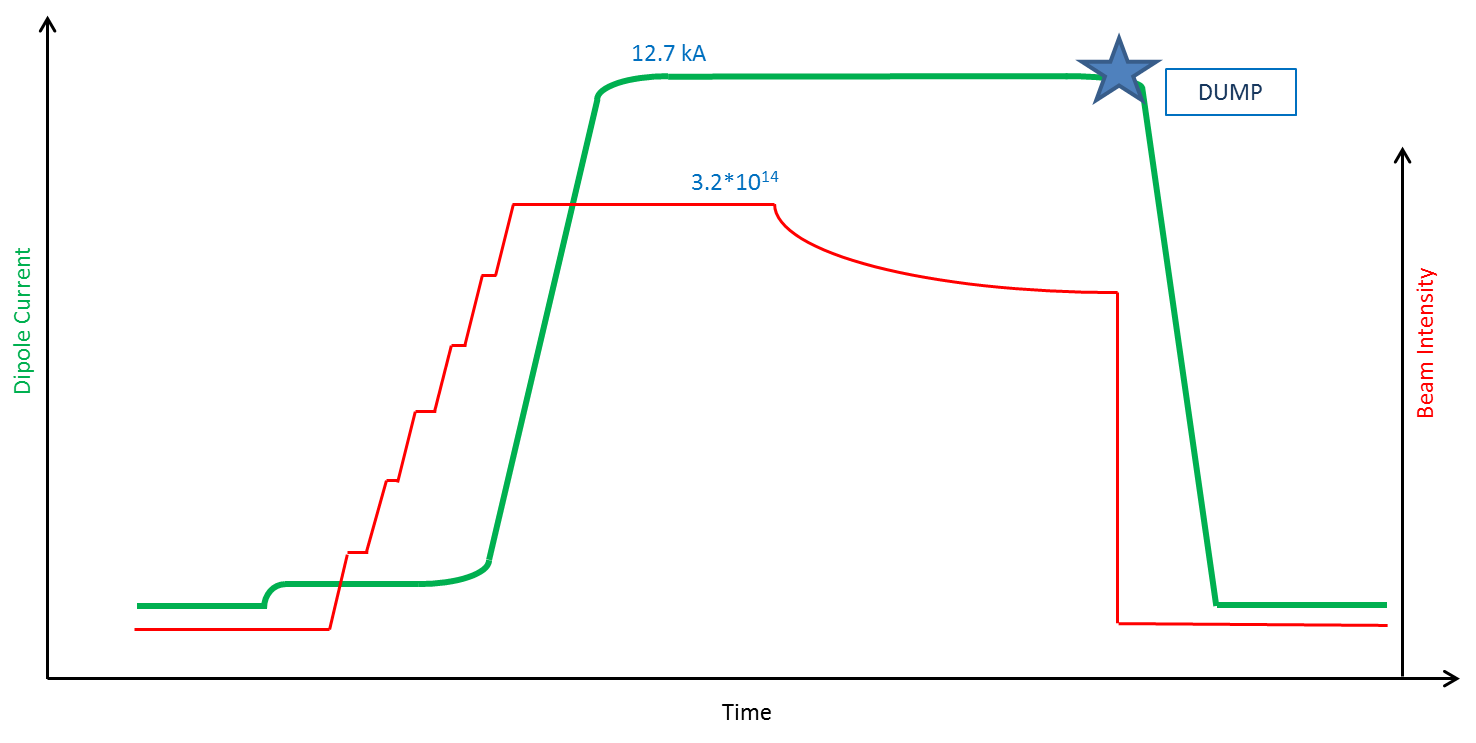 12.7 kA
DUMP
3.2*10¹⁴
Dipole Current
Beam Intensity
Time